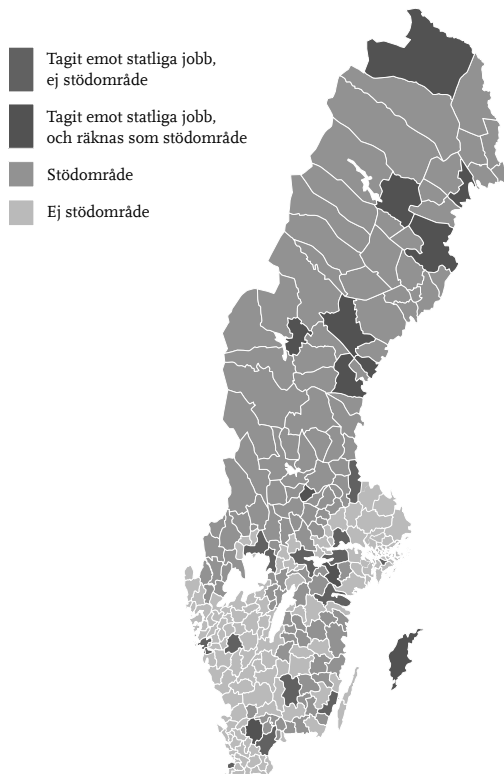 Tagit emot statliga jobb,
ej stödområde
Tagit emot statliga jobb,
och räknas som stödområde
Stödområde
Ej stödområde